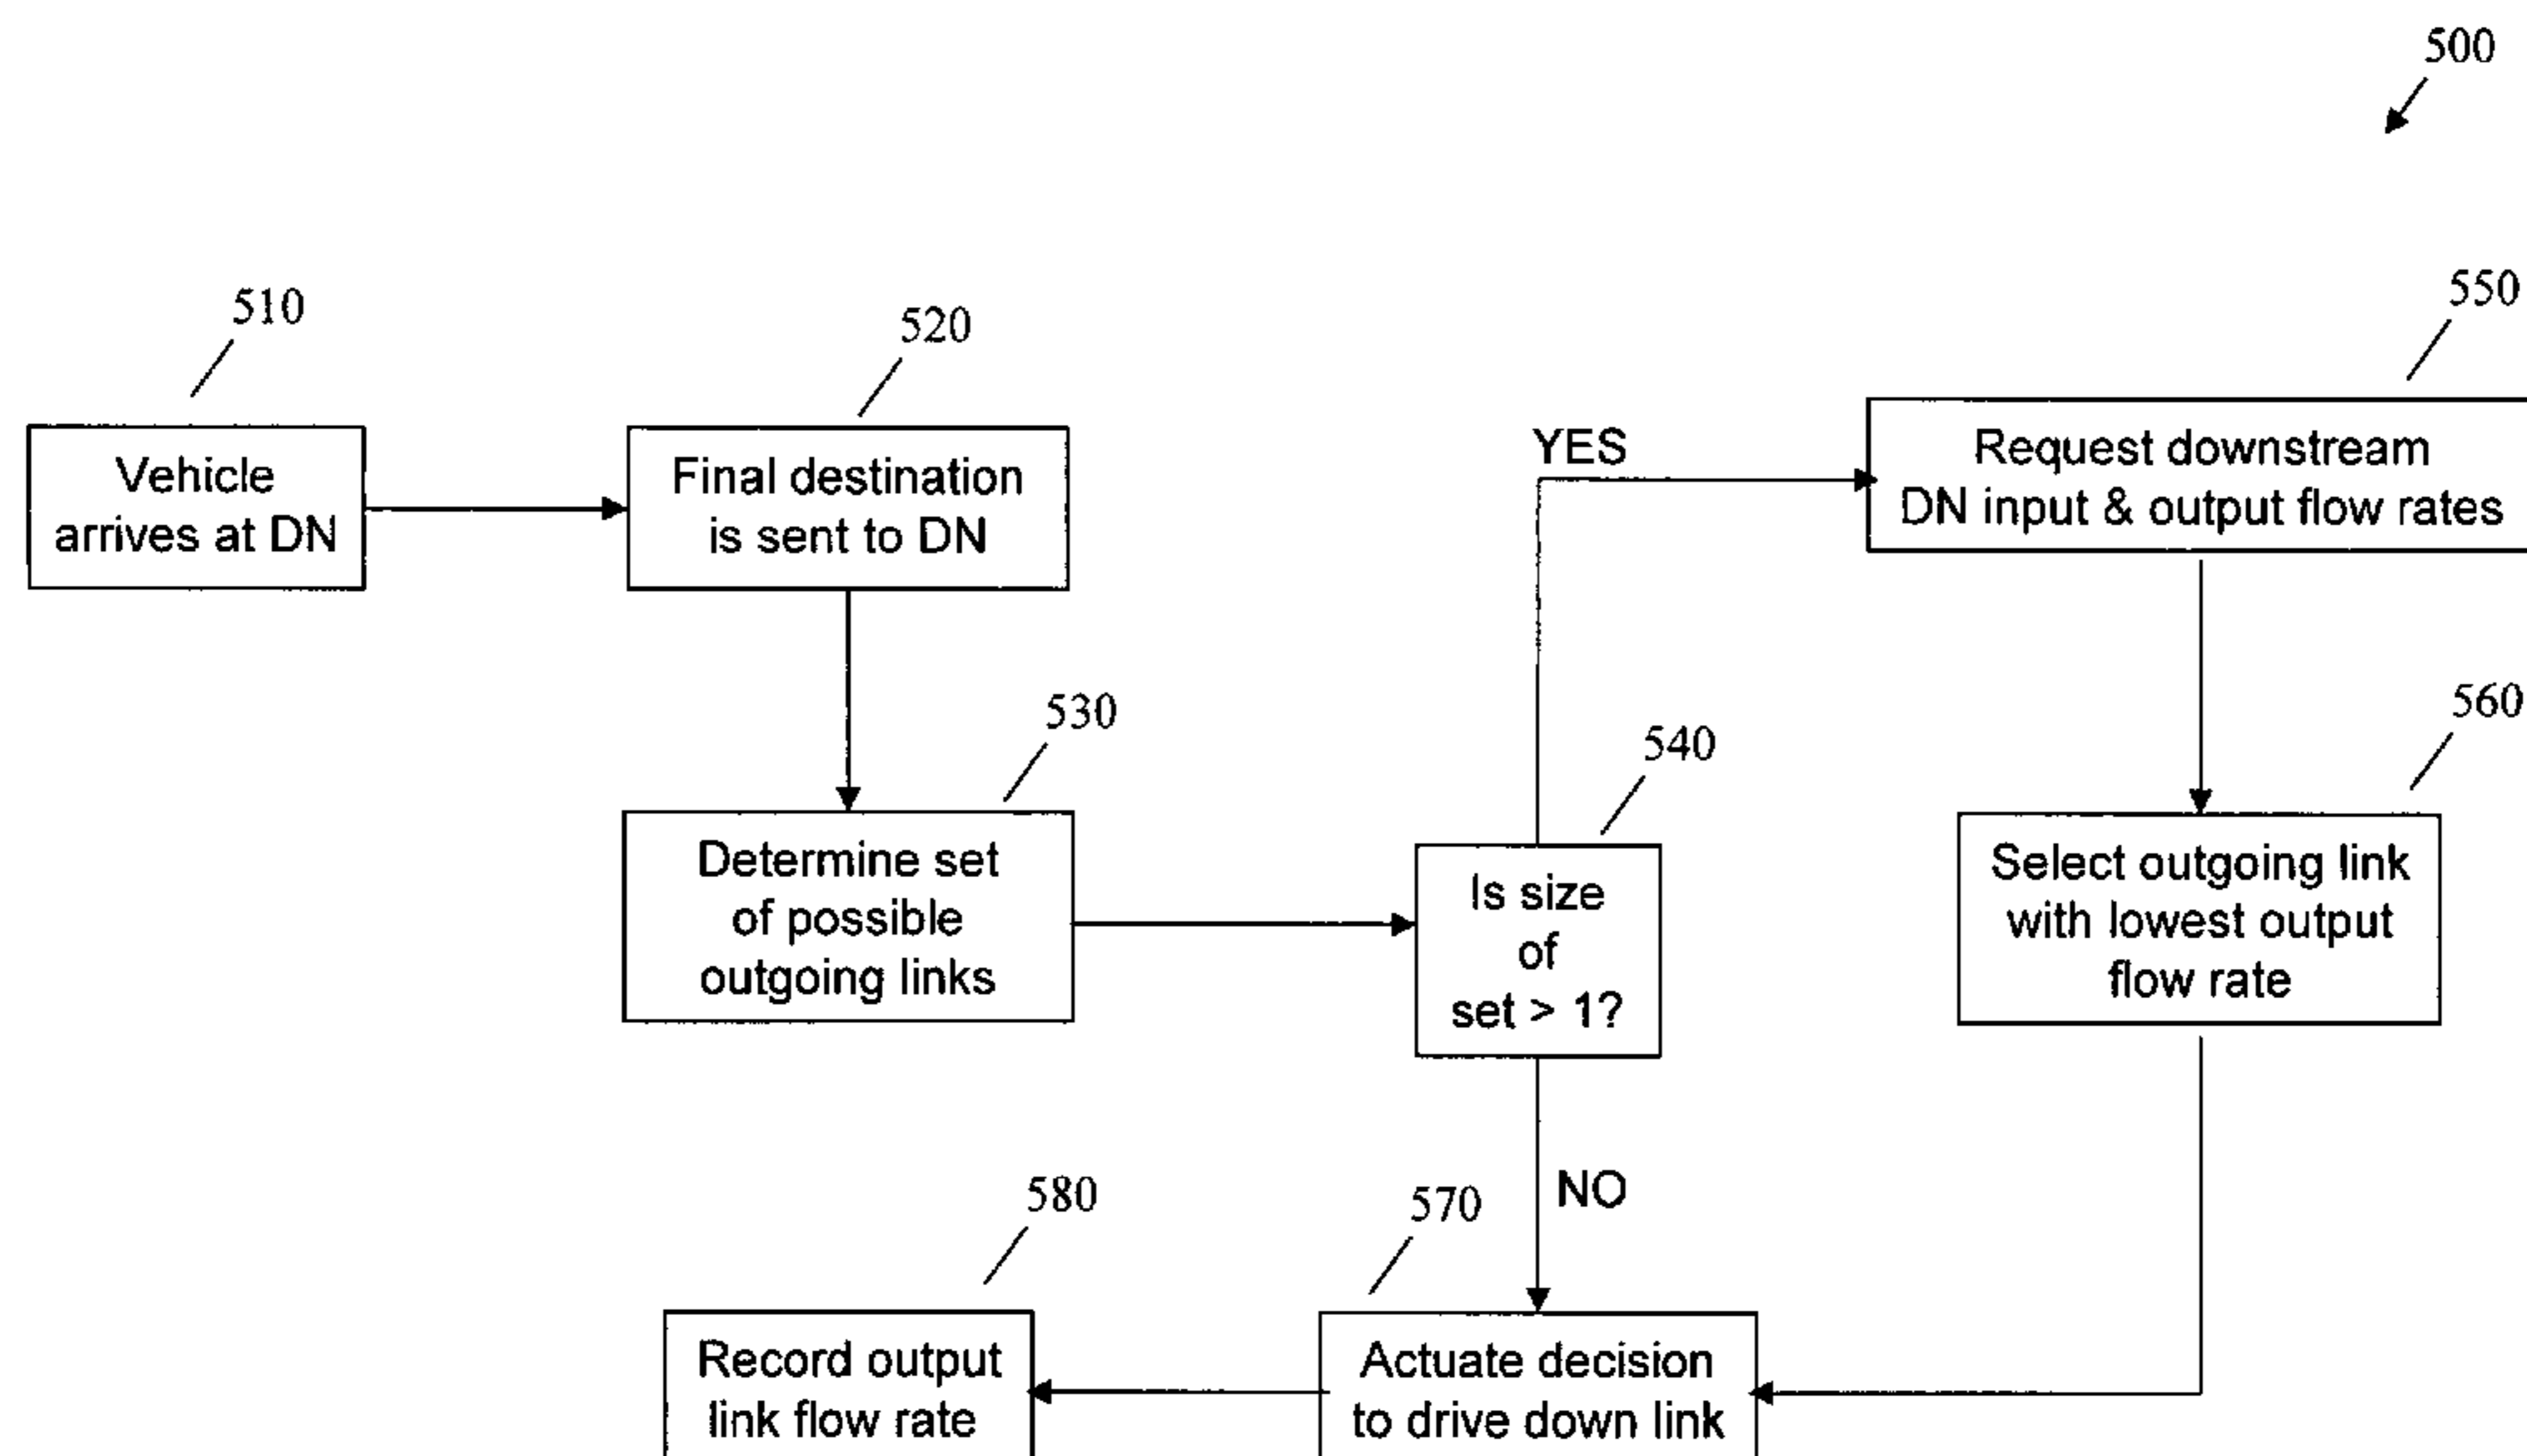 500
510
Vehicle
arrives at DN
520
Final destination
is sent to DN
530
Determine set
of possible
outgoing links
540
Is size
of
set > 1?
YES
NO
550
Request downstream
DN input & output flow rates
560
Select outgoing link
with lowest output
flow rate
570
Actuate decision
to drive down link
580
Record output
link flow rate